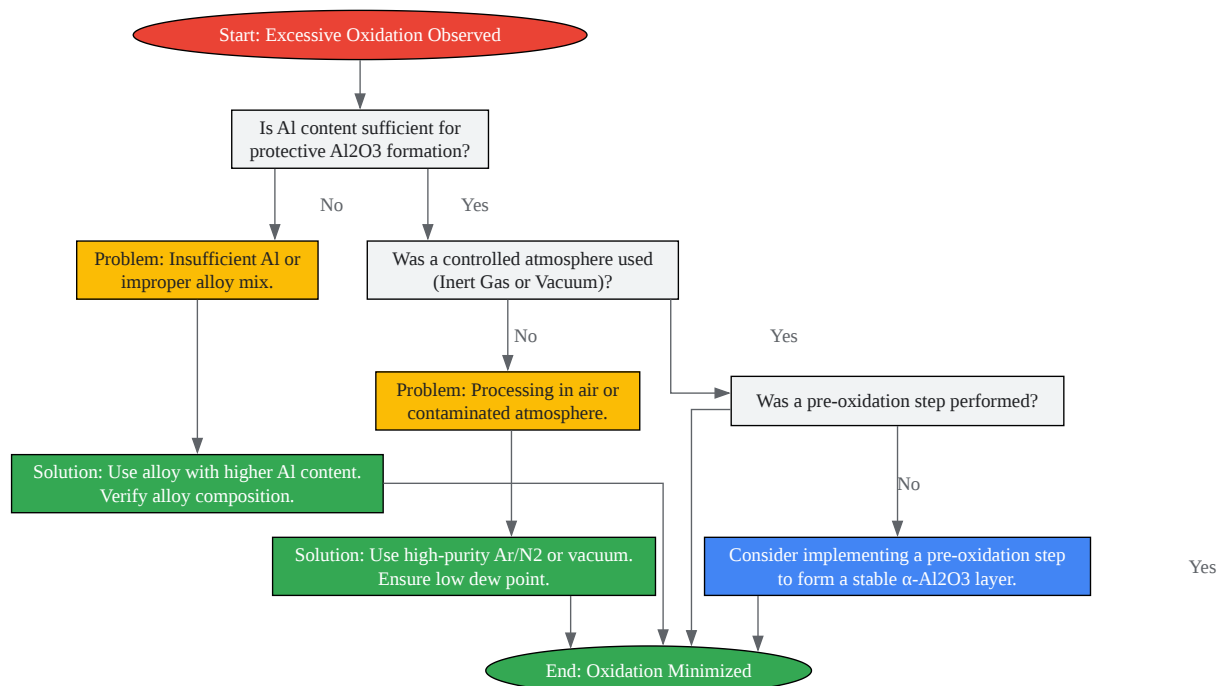 Start: Excessive Oxidation Observed
Is Al content sufficient for
protective Al2O3 formation?
No
Yes
Problem: Insufficient Al or
improper alloy mix.
Was a controlled atmosphere used
(Inert Gas or Vacuum)?
No
Yes
Problem: Processing in air or
contaminated atmosphere.
Was a pre-oxidation step performed?
Solution: Use alloy with higher Al content.
Verify alloy composition.
No
Solution: Use high-purity Ar/N2 or vacuum.
Ensure low dew point.
Consider implementing a pre-oxidation step
to form a stable α-Al2O3 layer.
Yes
End: Oxidation Minimized